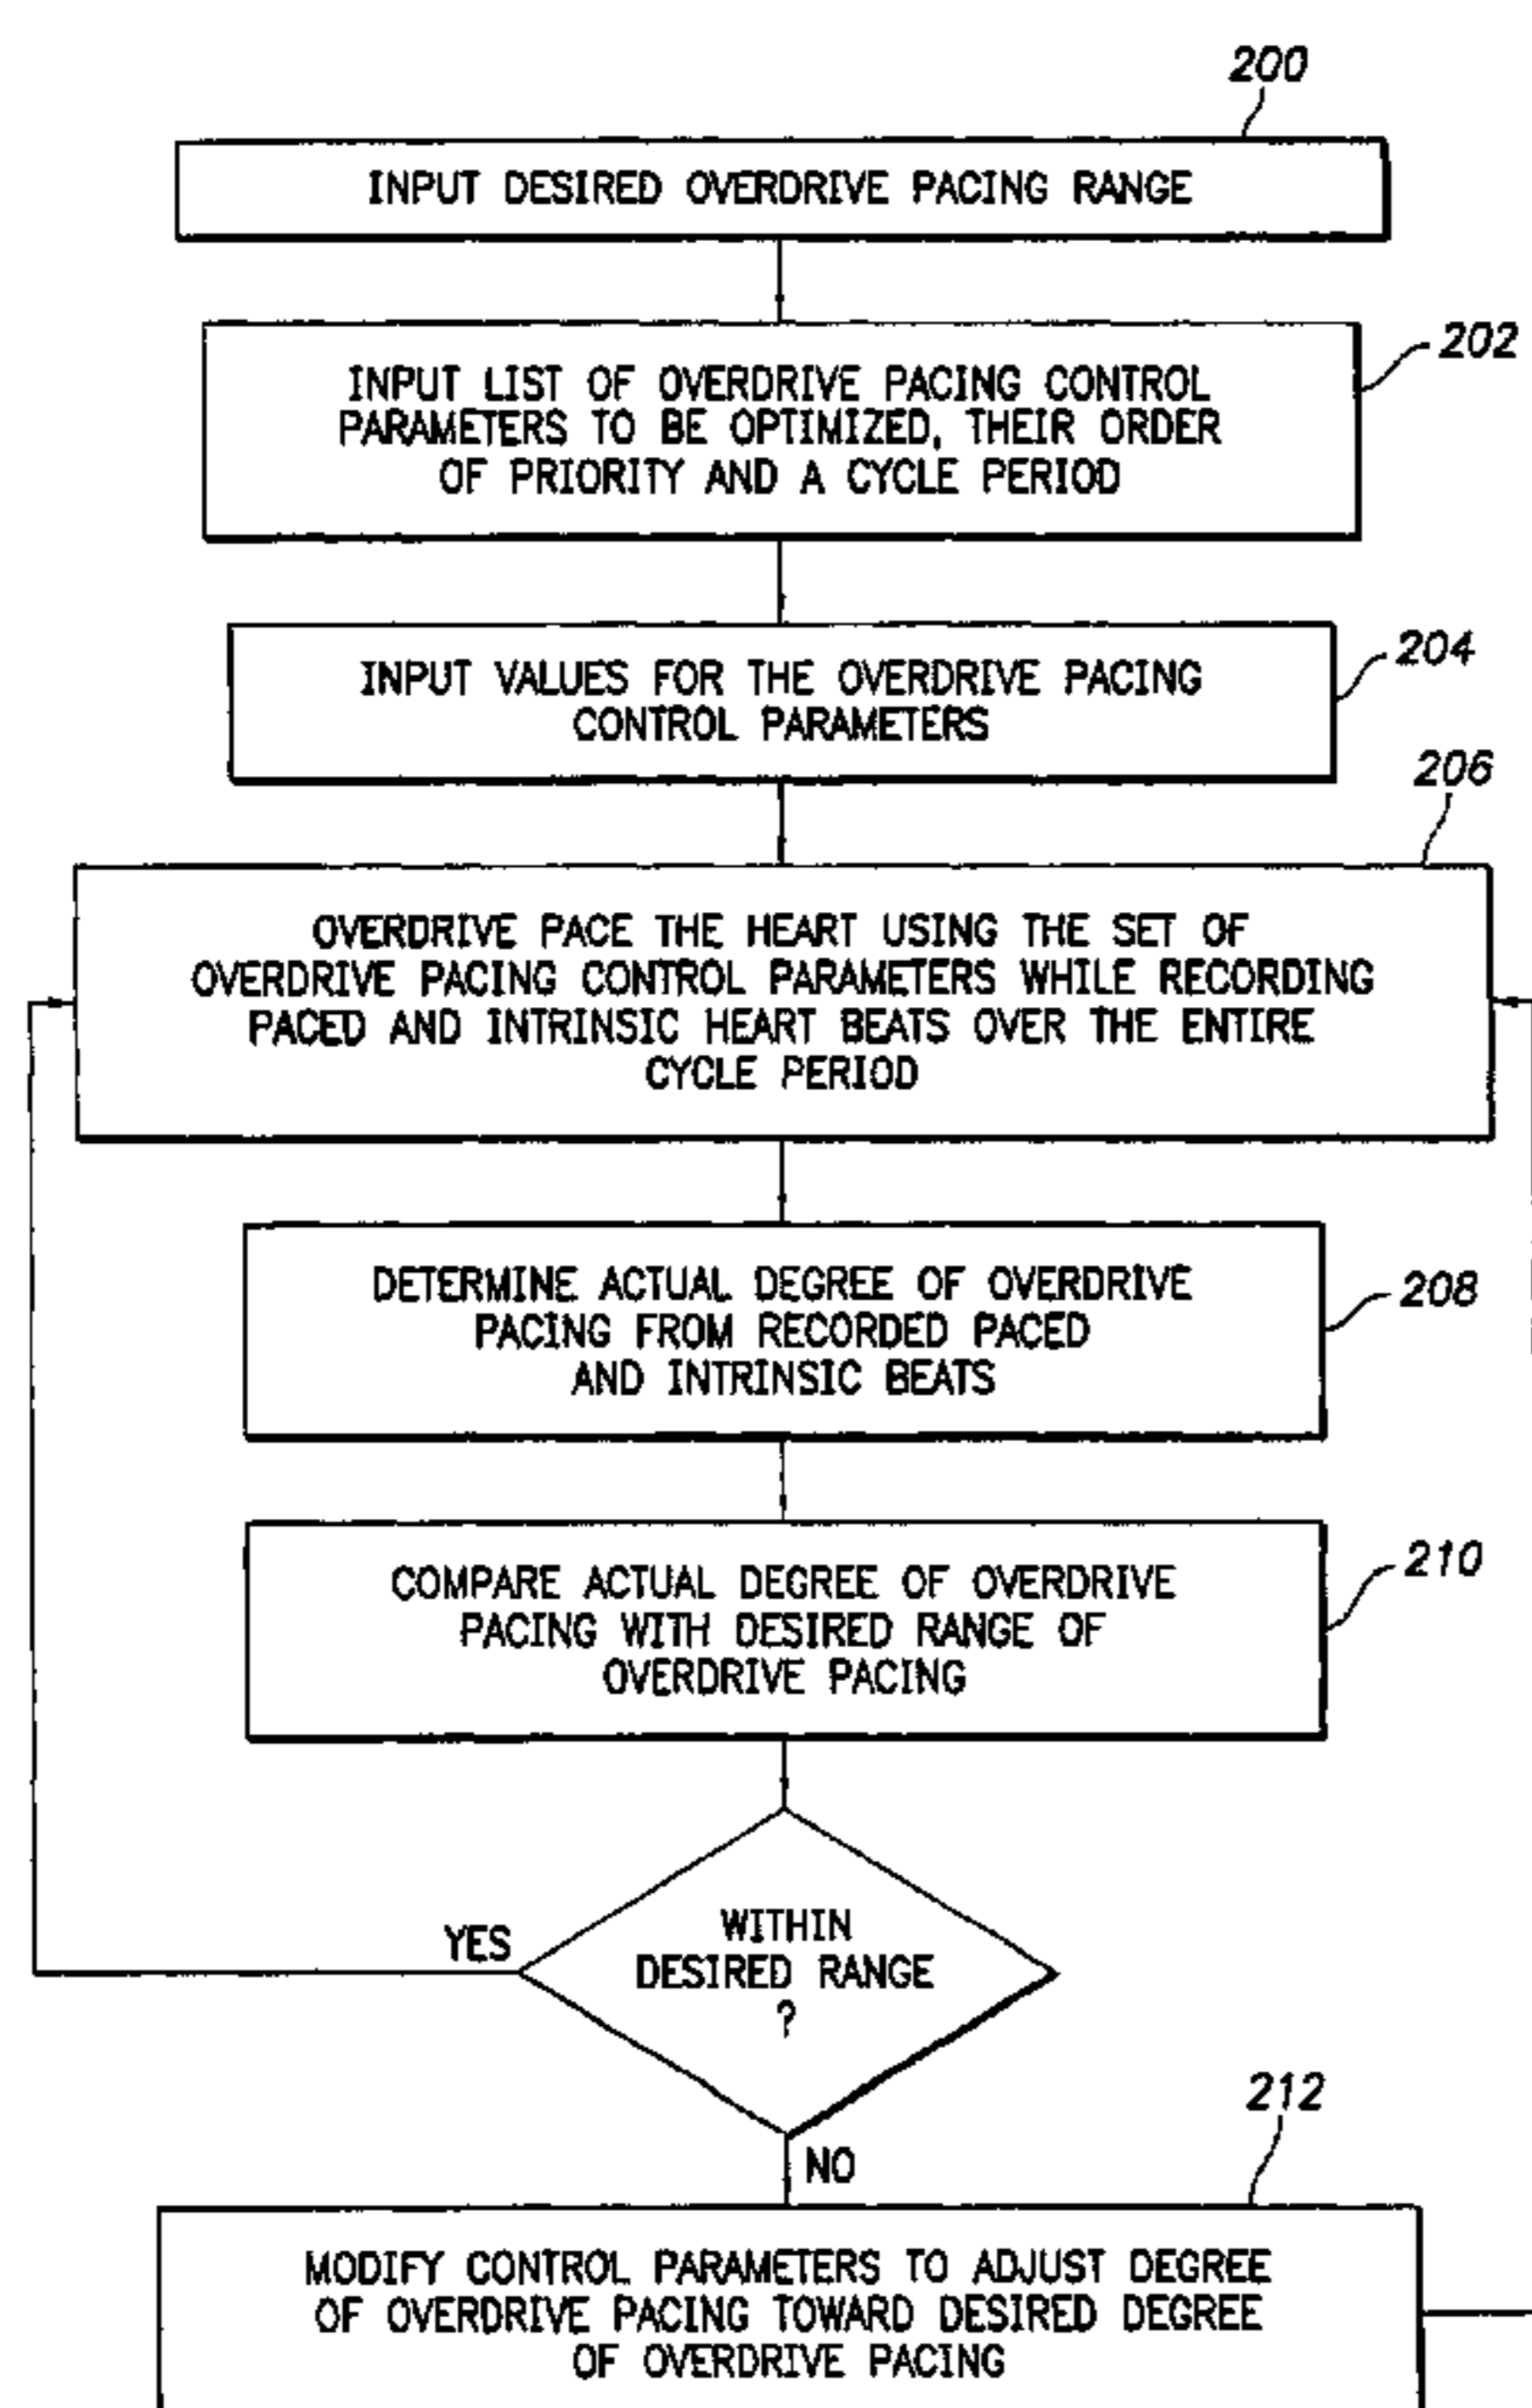 200
INPUT DESIRED OVERDRIVE PACING RANGE
202
INPUT LIST OF OVERDRIVE PACING CONTROL
PARAMETERS TO BE OPTIMIZED, THEIR ORDER
OF PRIORITY AND A CYCLE PERIOD
204
INPUT VALUES FOR THE OVERDRIVE PACING
CONTROL PARAMETERS
206
OVERDRIVE PACE THE HEART USING THE SET OF
OVERDRIVE PACING CONTROL PARAMETERS WHILE RECORDING
PACED AND INTRINSIC HEART BEATS OVER THE ENTIRE
CYCLE PERIOD
DETERMINE ACTUAL DEGREE OF OVERDRIVE
PACING FROM RECORDED PACED
AND INTRINSIC BEATS
208
COMPARE ACTUAL DEGREE OF OVERDRIVE
PACING WITH DESIRED RANGE OF
OVERDRIVE PACING
210
YES
WITHIN
DESIRED RANGE
?
NO
212
MODIFY CONTROL PARAMETERS TO ADJUST DEGREE
OF OVERDRIVE PACING TOWARD DESIRED DEGREE
OF OVERDRIVE PACING